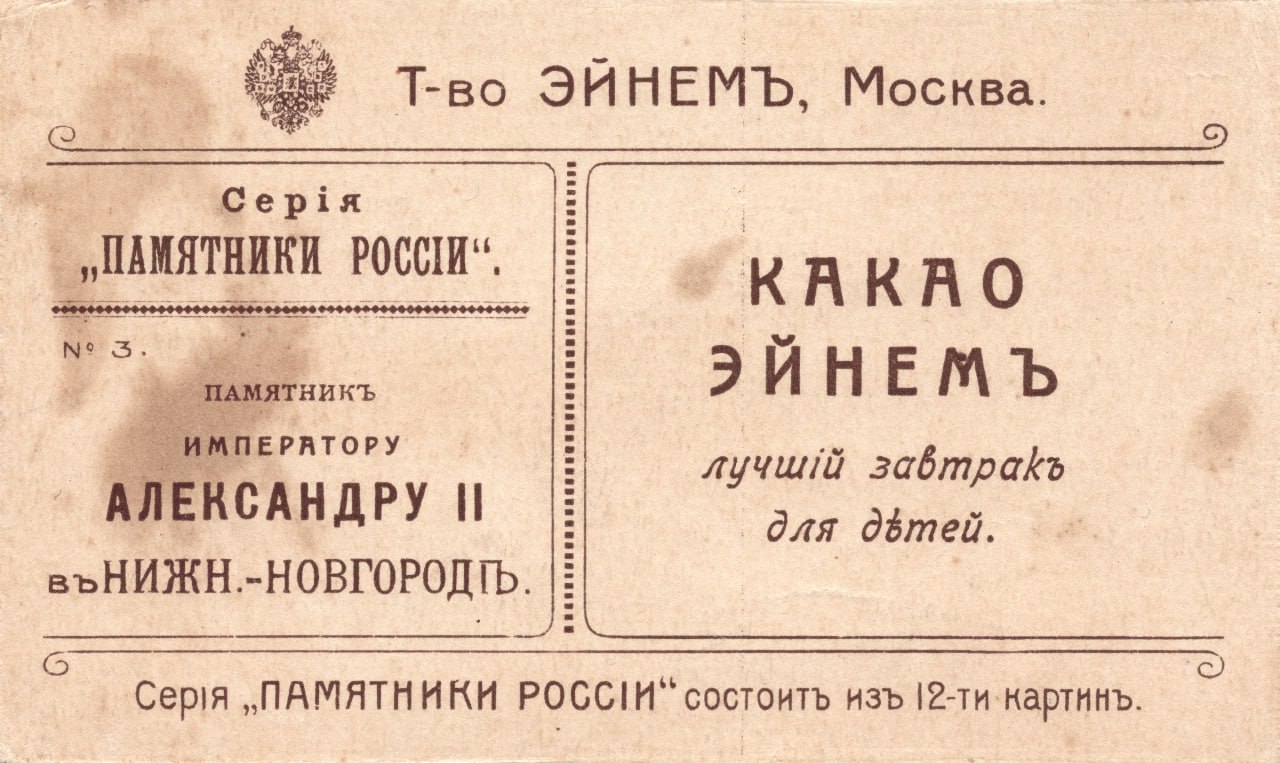 Т-во ЭЙНЕМЪ, Москва.
Серія
„ПАМЯТНИКИ РОССІИ“.
№ 3.
ПАМЯТНИКЪ
ИМПЕРАТОРУ
АЛЕКСАНДРУ II
въ НИЖН.-НОВГОРОДѢ.
КАКАО
ЭЙНЕМЪ
лучшій завтракъ
для дѣтей.
Серія „ПАМЯТНИКИ РОССІИ“ состоитъ изъ 12-ти картинъ.